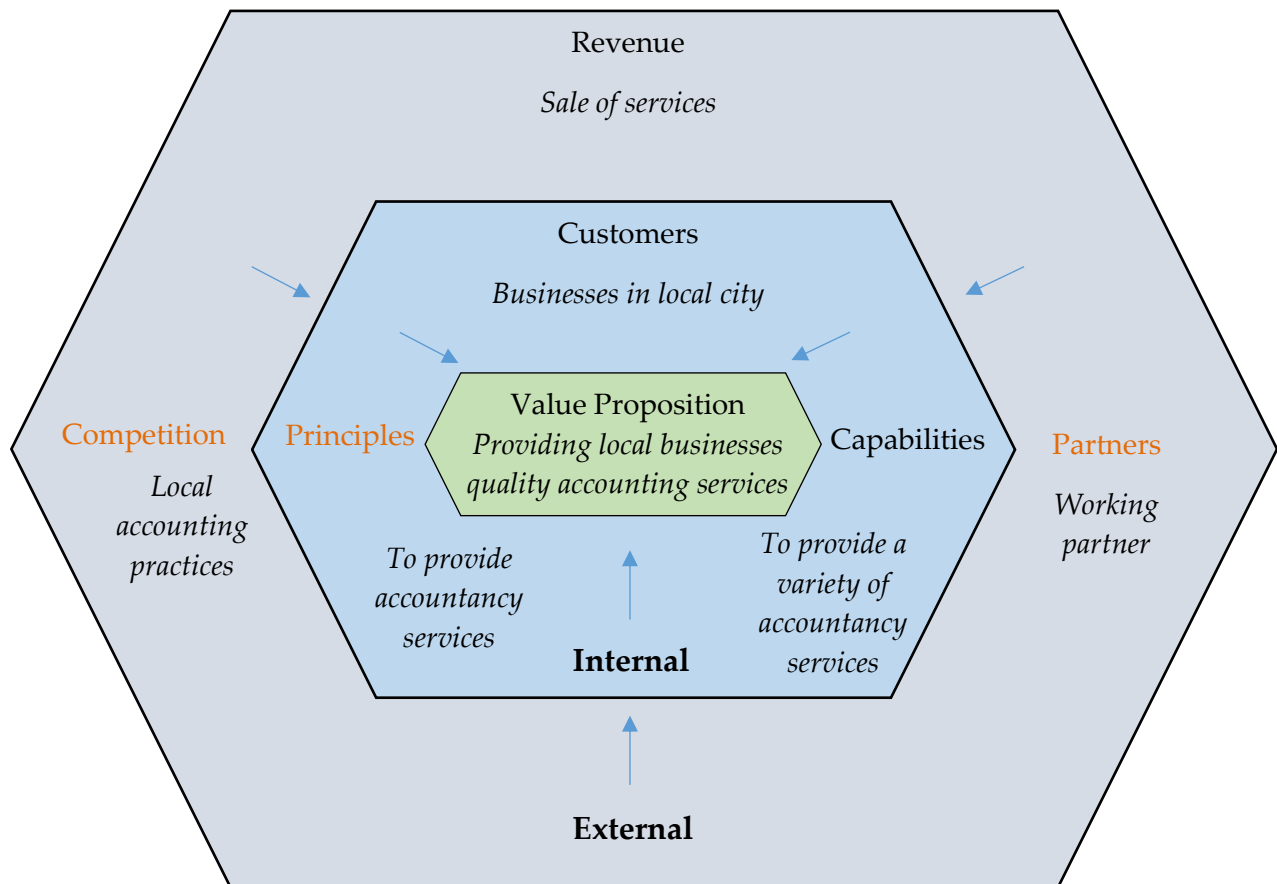 Revenue
Sale of services
Customers
Businesses in local city
Value Proposition
Providing local businesses
quality accounting services
Competition
Local
accounting
practices
Principles
To provide
accountancy
services
Capabilities
To provide a
variety of
accountancy
services
Partners
Working
partner
Internal
External